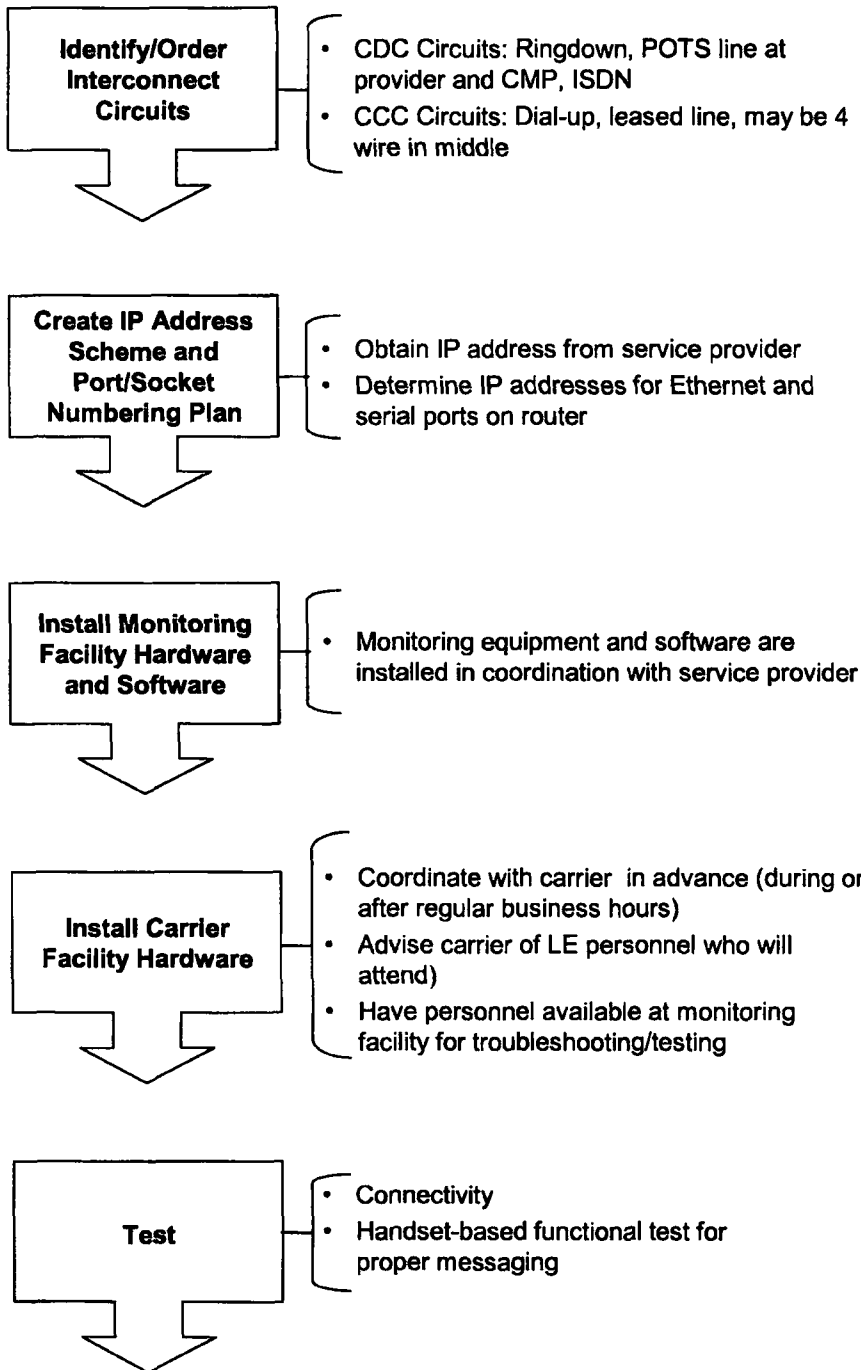 Identify/Order
Interconnect
Circuits
• CDC Circuits: Ringdown, POTS line at
provider and CMP, ISDN
• CCC Circuits: Dial-up, leased line, may be 4
wire in middle
Create IP Address
Scheme and
Port/Socket
Numbering Plan
• Obtain IP address from service provider
• Determine IP addresses for Ethernet and
serial ports on router
Install Monitoring
Facility Hardware
and Software
• Monitoring equipment and software are
installed in coordination with service provider
Install Carrier
Facility Hardware
• Coordinate with carrier in advance (during or
after regular business hours)
• Advise carrier of LE personnel who will
attend)
• Have personnel available at monitoring
facility for troubleshooting/testing
Test
• Connectivity
• Handset-based functional test for
proper messaging